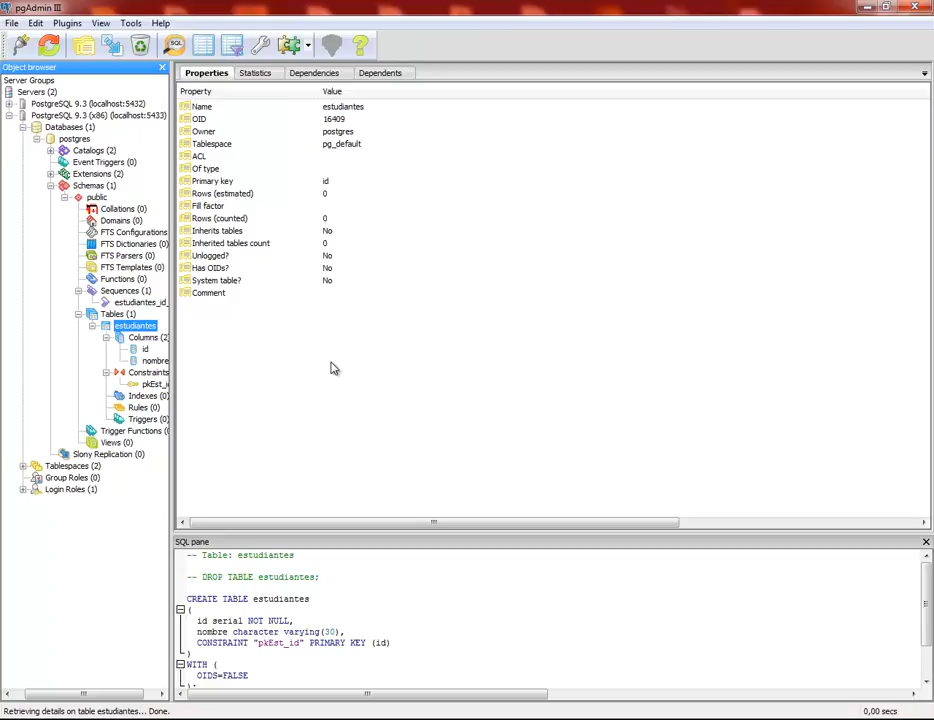 pgAdmin III
File Edit Plugins View Tools Help
SQL
Object browser
Server Groups
Servers (2)
PostgreSQL 9.3 (localhost:5432)
PostgreSQL 9.3 (x86) (localhost:5433)
Databases (1)
postgres
Catalogs (2)
Event Triggers (0)
Extensions (2)
Schemas (1)
public
Collations (0)
Domains (0)
FTS Configurations
FTS Dictionaries (0)
FTS Parsers (0)
FTS Templates (0)
Functions (0)
Sequences (1)
estudiantes_id_
Tables (1)
estudiantes
Columns (2)
id
nombre
Constraints
pkEst_i
Indexes (0)
Rules (0)
Triggers (0)
Trigger Functions (
Views (0)
Slony Replication (0)
Tablespaces (2)
Group Roles (0)
Login Roles (1)
Properties Statistics Dependencies Dependents
Property Value
Name estudiantes
OID 16409
Owner postgres
Tablespace pg_default
ACL
Of type
Primary key id
Rows (estimated) 0
Fill factor
Rows (counted) 0
Inherits tables No
Inherited tables count 0
Unlogged? No
Has OIDs? No
System table? No
Comment
SQL pane
-- Table: estudiantes
-- DROP TABLE estudiantes;
CREATE TABLE estudiantes
(
id serial NOT NULL,
nombre character varying(30),
CONSTRAINT "pkEst_id" PRIMARY KEY (id)
)
WITH (
OIDS=FALSE
);
Retrieving details on table estudiantes... Done. 0,00 secs